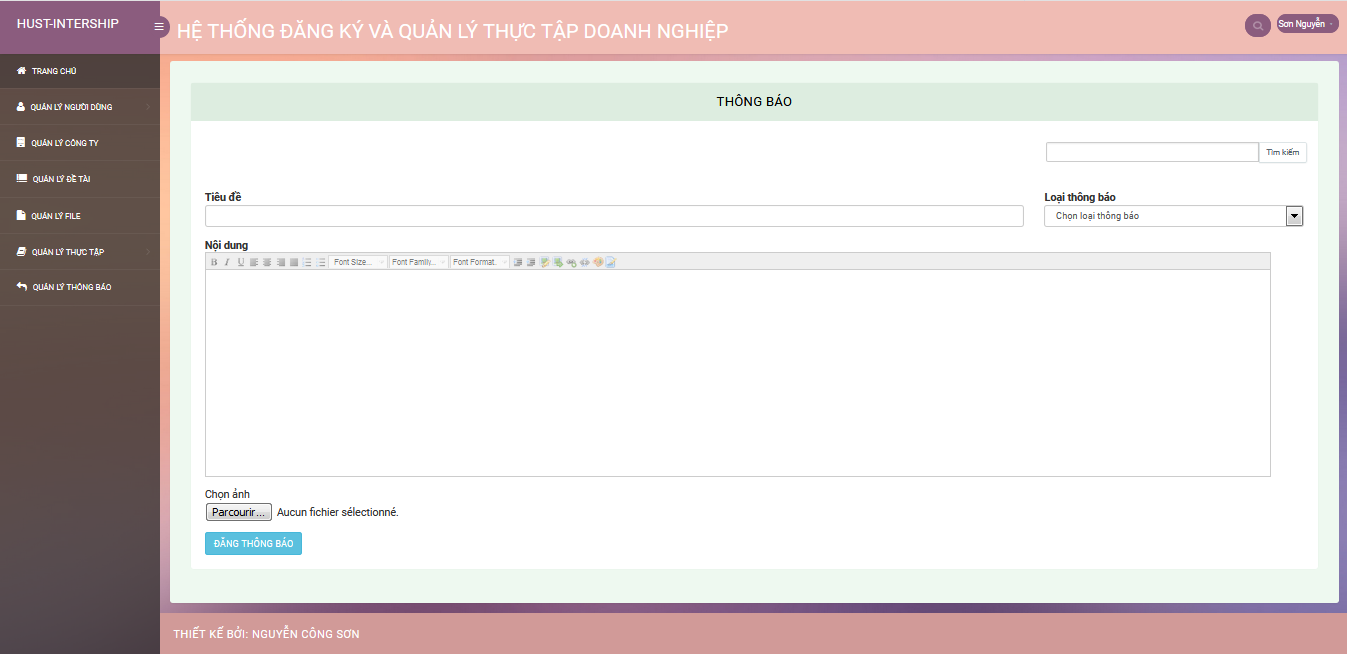 HUST-INTERSHIP
HỆ THỐNG ĐĂNG KÝ VÀ QUẢN LÝ THỰC TẬP DOANH NGHIỆP
Sơn Nguyễn
TRANG CHỦ
QUẢN LÝ NGƯỜI DÙNG
QUẢN LÝ CÔNG TY
QUẢN LÝ ĐỀ TÀI
QUẢN LÝ FILE
QUẢN LÝ THỰC TẬP
QUẢN LÝ THÔNG BÁO
THÔNG BÁO
Tìm kiếm
Tiêu đề
Loại thông báo
Chọn loại thông báo
Nội dung
B I U Font Size... Font Family... Font Format.
Chọn ảnh
Parcourir... Aucun fichier sélectionné.
ĐĂNG THÔNG BÁO
THIẾT KẾ BỞI: NGUYỄN CÔNG SƠN